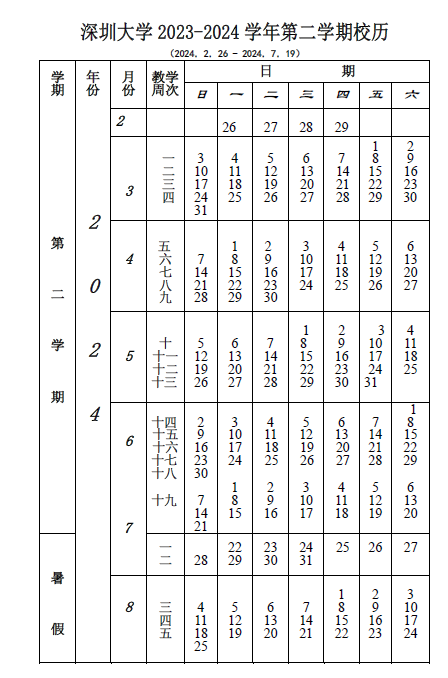 深圳大学2023-2024学年第二学期校历
(2024.2.26-2024.7.19)
学期 年份 月份 教学周次 日期
日 一 二 三 四 五 六
第二学期 2024
2 26 27 28 29
3
1 2
一 3 4 5 6 7 8 9
二 10 11 12 13 14 15 16
三 17 18 19 20 21 22 23
四 24 25 26 27 28 29 30
31
4
五 1 2 3 4 5 6
六 7 8 9 10 11 12 13
七 14 15 16 17 18 19 20
八 21 22 23 24 25 26 27
九 28 29 30
5
1 2 3 4
十 5 6 7 8 9 10 11
十一 12 13 14 15 16 17 18
十二 19 20 21 22 23 24 25
十三 26 27 28 29 30 31
6
1
十四 2 3 4 5 6 7 8
十五 9 10 11 12 13 14 15
十六 16 17 18 19 20 21 22
十七 23 24 25 26 27 28 29
十八 30
7
1 2 3 4 5 6
十九 7 8 9 10 11 12 13
14 15 16 17 18 19 20
21
暑假
一 22 23 24 25 26 27
二 28 29 30 31
8
1 2 3
三 4 5 6 7 8 9 10
四 11 12 13 14 15 16 17
五 18 19 20 21 22 23 24
25